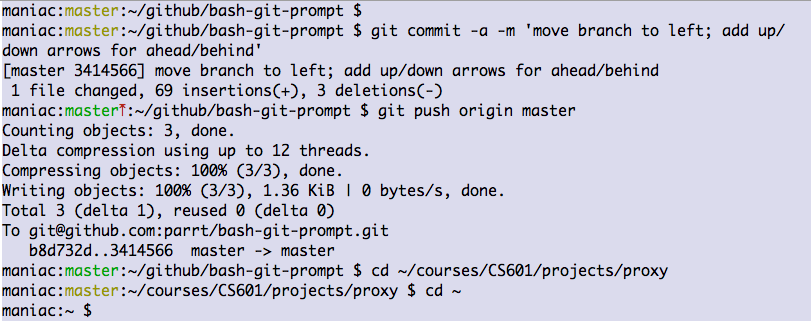 maniac:master:~/github/bash-git-prompt $
maniac:master:~/github/bash-git-prompt $ git commit -a -m 'move branch to left; add up/
down arrows for ahead/behind'
[master 3414566] move branch to left; add up/down arrows for ahead/behind
 1 file changed, 69 insertions(+), 3 deletions(-)
maniac:master↑:~/github/bash-git-prompt $ git push origin master
Counting objects: 3, done.
Delta compression using up to 12 threads.
Compressing objects: 100% (3/3), done.
Writing objects: 100% (3/3), 1.36 KiB | 0 bytes/s, done.
Total 3 (delta 1), reused 0 (delta 0)
To git@github.com:parrt/bash-git-prompt.git
   b8d732d..3414566  master -> master
maniac:master:~/github/bash-git-prompt $ cd ~/courses/CS601/projects/proxy
maniac:master:~/courses/CS601/projects/proxy $ cd ~
maniac:~ $